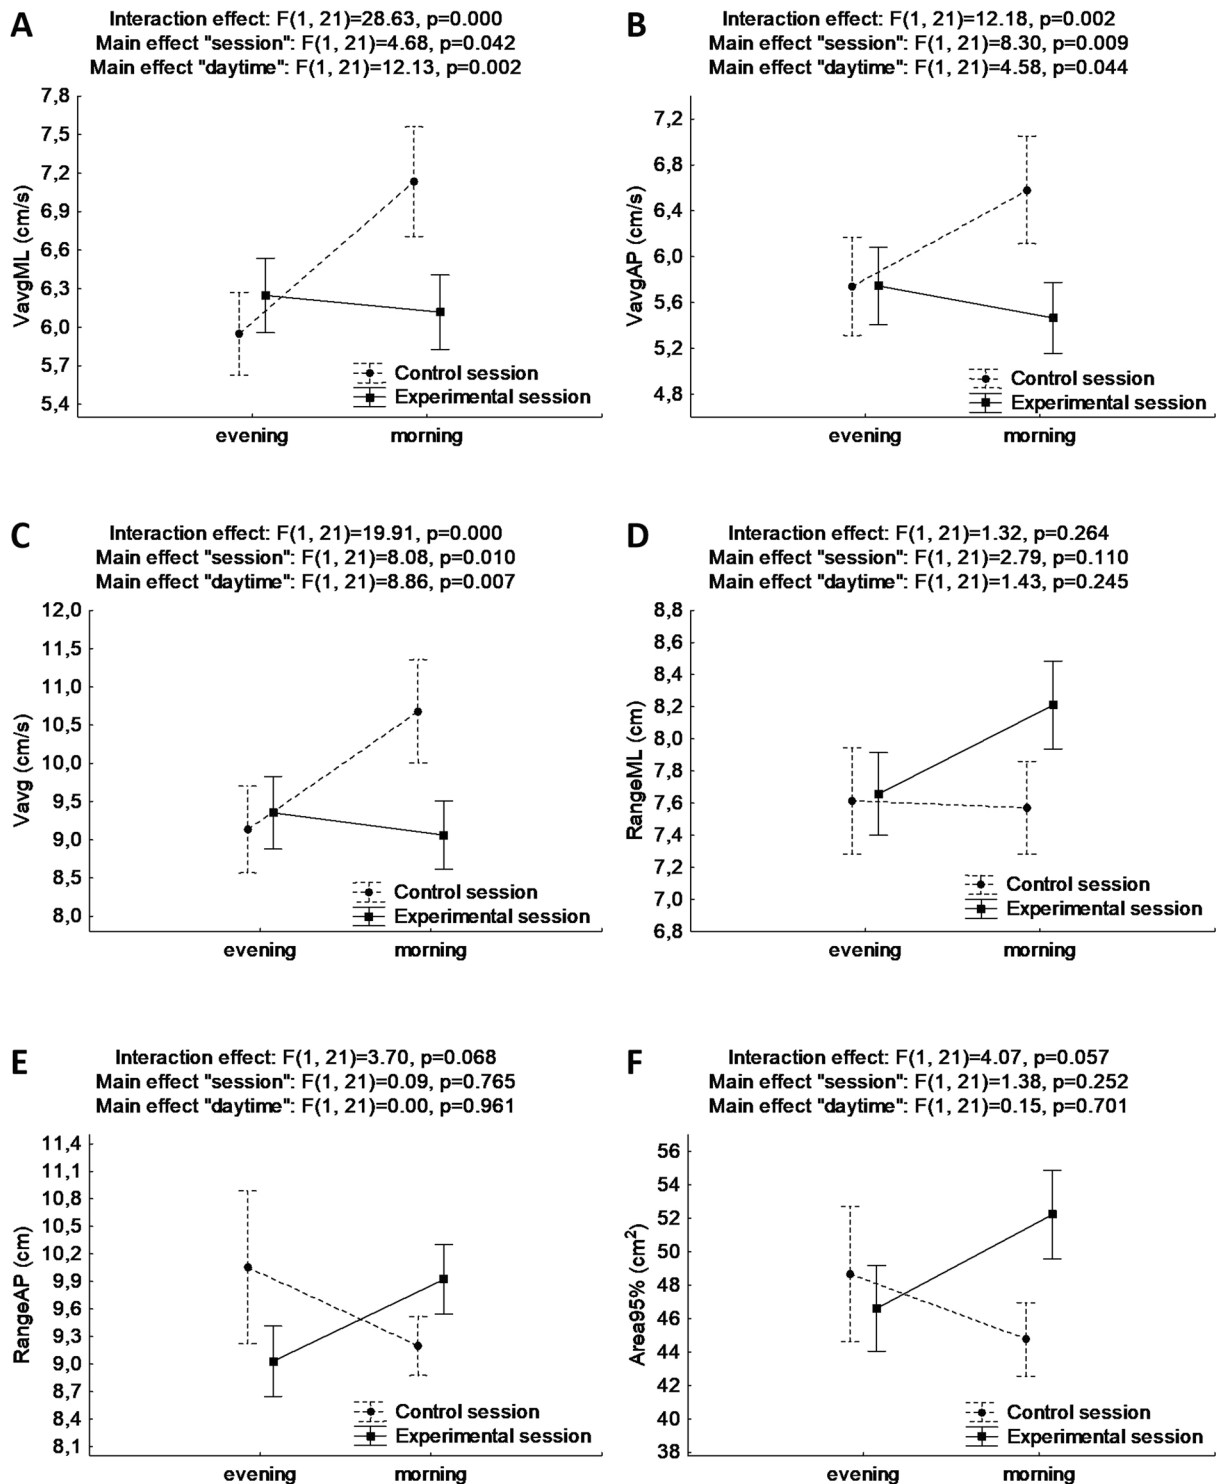 A
Interaction effect: F(1, 21)=28.63, p=0.000
Main effect "session": F(1, 21)=4.68, p=0.042
Main effect "daytime": F(1, 21)=12.13, p=0.002
7,8
7,5
7,2
6,9
6,6
6,3
6,0
5,7
5,4
VavgML (cm/s)
Control session
Experimental session
evening
morning
B
Interaction effect: F(1, 21)=12.18, p=0.002
Main effect "session": F(1, 21)=8.30, p=0.009
Main effect "daytime": F(1, 21)=4.58, p=0.044
7,2
6,8
6,4
6,0
5,6
5,2
4,8
VavgAP (cm/s)
Control session
Experimental session
evening
morning
C
Interaction effect: F(1, 21)=19.91, p=0.000
Main effect "session": F(1, 21)=8.08, p=0.010
Main effect "daytime": F(1, 21)=8.86, p=0.007
12,0
11,5
11,0
10,5
10,0
9,5
9,0
8,5
8,0
Vavg (cm/s)
Control session
Experimental session
evening
morning
D
Interaction effect: F(1, 21)=1.32, p=0.264
Main effect "session": F(1, 21)=2.79, p=0.110
Main effect "daytime": F(1, 21)=1.43, p=0.245
8,8
8,6
8,4
8,2
8,0
7,8
7,6
7,4
7,2
7,0
6,8
RangeML (cm)
Control session
Experimental session
evening
morning
E
Interaction effect: F(1, 21)=3.70, p=0.068
Main effect "session": F(1, 21)=0.09, p=0.765
Main effect "daytime": F(1, 21)=0.00, p=0.961
11,4
11,1
10,8
10,5
10,2
9,9
9,6
9,3
9,0
8,7
8,4
8,1
RangeAP (cm)
Control session
Experimental session
evening
morning
F
Interaction effect: F(1, 21)=4.07, p=0.057
Main effect "session": F(1, 21)=1.38, p=0.252
Main effect "daytime": F(1, 21)=0.15, p=0.701
56
54
52
50
48
46
44
42
40
38
Area95% (cm²)
Control session
Experimental session
evening
morning